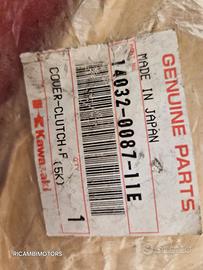 GENUINE PARTS
MADE IN JAPAN
14032-0087-11E
COVER-CLUTCH,F (5K)
Kawasaki
1
RICAMBIMOTORS